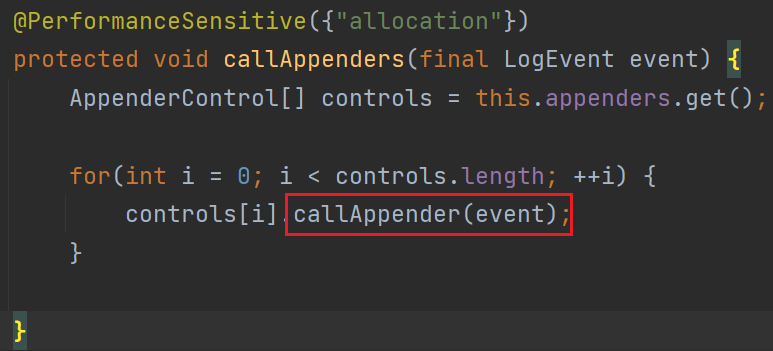 @PerformanceSensitive({"allocation"})
protected void callAppenders(final LogEvent event) {
AppenderControl[] controls = this.appenders.get();
for(int i = 0; i < controls.length; ++i) {
controls[i].callAppender(event);
}
}